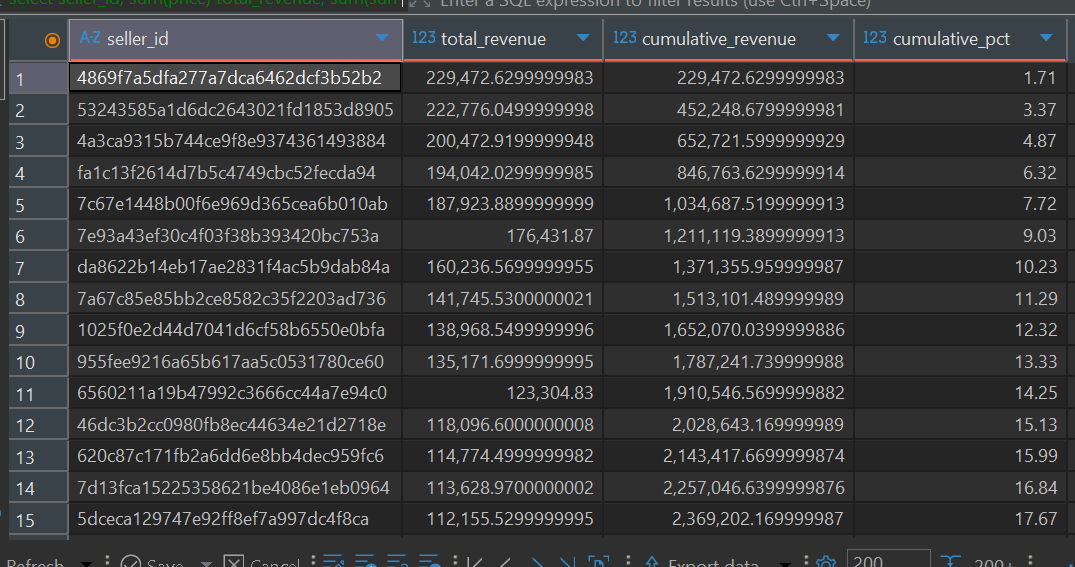 Enter a SQL expression to filter results (use Ctrl+Space)
A-Z seller_id 123 total_revenue 123 cumulative_revenue 123 cumulative_pct
1 4869f7a5dfa277a7dca6462dcf3b52b2 229,472.6299999983 229,472.6299999983 1.71
2 53243585a1d6dc2643021fd1853d8905 222,776.0499999998 452,248.6799999981 3.37
3 4a3ca9315b744ce9f8e9374361493884 200,472.9199999948 652,721.5999999929 4.87
4 fa1c13f2614d7b5c4749cbc52fecda94 194,042.0299999985 846,763.6299999914 6.32
5 7c67e1448b00f6e969d365cea6b010ab 187,923.8899999999 1,034,687.5199999913 7.72
6 7e93a43ef30c4f03f38b393420bc753a 176,431.87 1,211,119.3899999913 9.03
7 da8622b14eb17ae2831f4ac5b9dab84a 160,236.5699999955 1,371,355.959999987 10.23
8 7a67c85e85bb2ce8582c35f2203ad736 141,745.5300000021 1,513,101.489999989 11.29
9 1025f0e2d44d7041d6cf58b6550e0bfa 138,968.5499999996 1,652,070.0399999886 12.32
10 955fee9216a65b617aa5c0531780ce60 135,171.6999999995 1,787,241.739999988 13.33
11 6560211a19b47992c3666cc44a7e94c0 123,304.83 1,910,546.5699999882 14.25
12 46dc3b2cc0980fb8ec44634e21d2718e 118,096.6000000008 2,028,643.169999989 15.13
13 620c87c171fb2a6dd6e8bb4dec959fc6 114,774.4999999982 2,143,417.6699999874 15.99
14 7d13fca15225358621be4086e1eb0964 113,628.9700000002 2,257,046.6399999876 16.84
15 5dceca129747e92ff8ef7a997dc4f8ca 112,155.5299999995 2,369,202.169999987 17.67
Refresh Save Cancel Export data 200 200+